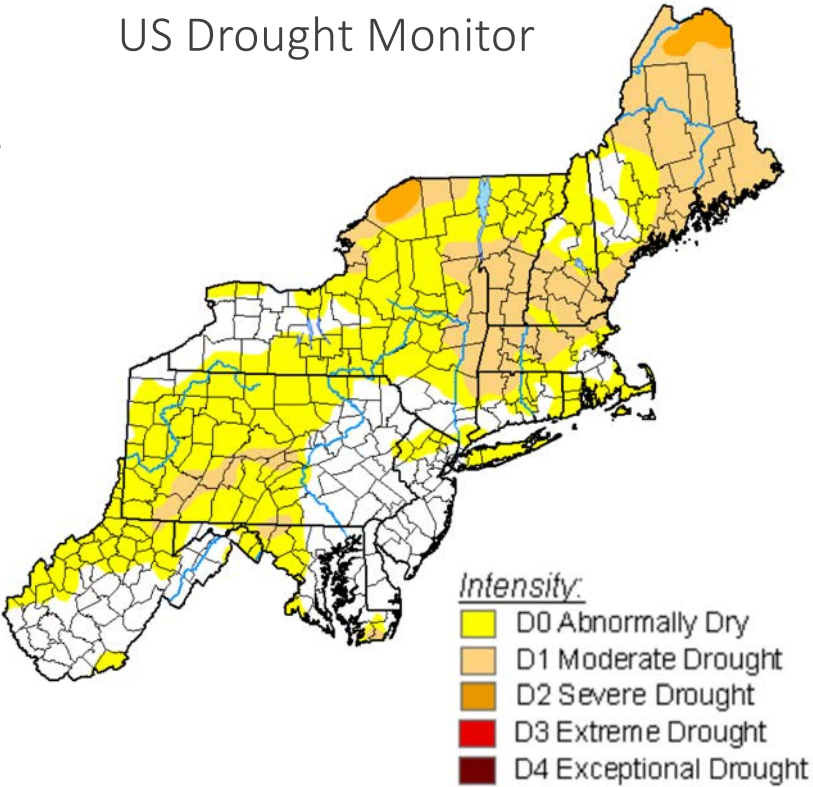 US Drought Monitor
Intensity:
D0 Abnormally Dry
D1 Moderate Drought
D2 Severe Drought
D3 Extreme Drought
D4 Exceptional Drought